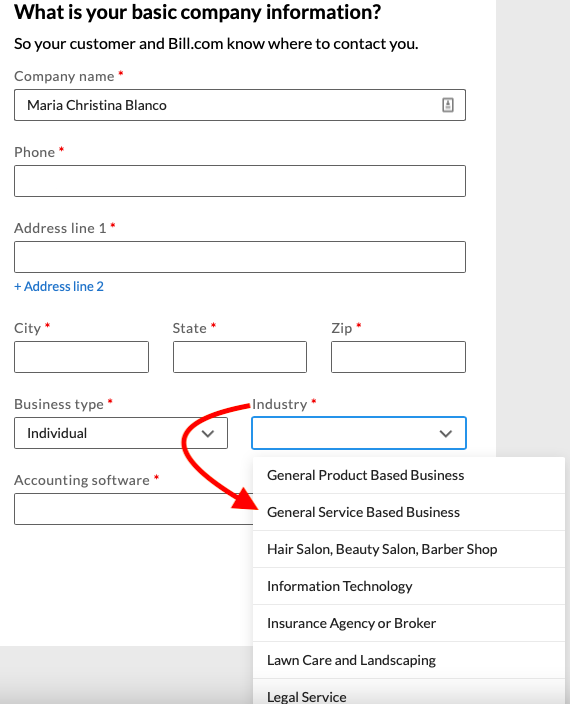 What is your basic company information?
So your customer and Bill.com know where to contact you.
Company name *
Maria Christina Blanco
Phone *
Address line 1 *
+ Address line 2
City * State * Zip *
Business type * Industry *
Individual
Accounting software *
General Product Based Business
General Service Based Business
Hair Salon, Beauty Salon, Barber Shop
Information Technology
Insurance Agency or Broker
Lawn Care and Landscaping
Legal Service